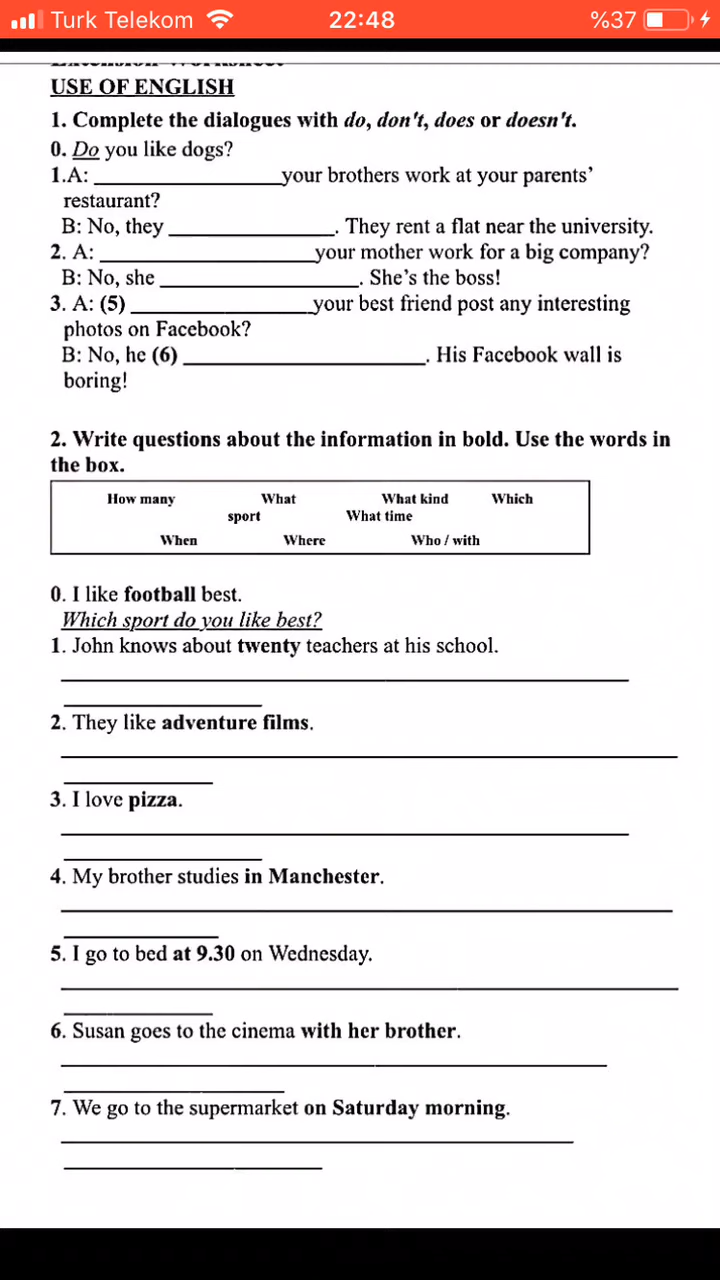 Turk Telekom 22:48 %37
Extension Worksheet
USE OF ENGLISH
1. Complete the dialogues with do, don't, does or doesn't.
0. Do you like dogs?
1.A: ____________________your brothers work at your parents'
restaurant?
B: No, they _________________. They rent a flat near the university.
2. A: ______________________your mother work for a big company?
B: No, she ____________________. She's the boss!
3. A: (5) ___________________your best friend post any interesting
photos on Facebook?
B: No, he (6) _________________________. His Facebook wall is
boring!
2. Write questions about the information in bold. Use the words in
the box.
How many What What kind Which
sport What time
When Where Who / with
0. I like football best.
Which sport do you like best?
1. John knows about twenty teachers at his school.
2. They like adventure films.
3. I love pizza.
4. My brother studies in Manchester.
5. I go to bed at 9.30 on Wednesday.
6. Susan goes to the cinema with her brother.
7. We go to the supermarket on Saturday morning.